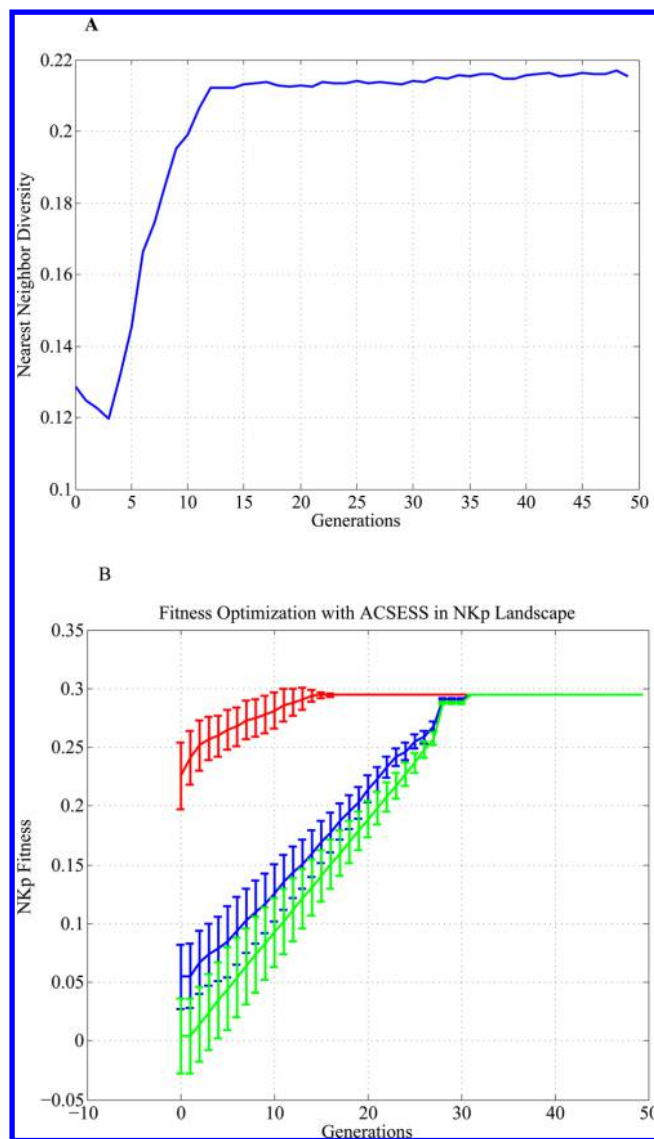 A
0.22
0.2
0.18
0.16
0.14
0.12
0.1
Nearest Neighbor Diversity
0 5 10 15 20 25 30 35 40 45 50
Generations
B
Fitness Optimization with ACSESS in NKp Landscape
0.35
0.3
0.25
0.2
0.15
0.1
0.05
0
−0.05
NKp Fitness
−10 0 10 20 30 40 50
Generations